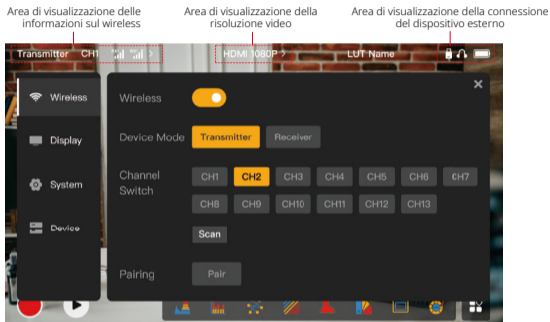 Area di visualizzazione delle informazioni sul wireless
Area di visualizzazione della risoluzione video
Area di visualizzazione della connessione del dispositivo esterno
Transmitter CH1 >
HDMI 1080P >
LUT Name
Wireless
Display
System
Device
Wireless
Device Mode Transmitter Receiver
Channel Switch
CH1 CH2 CH3 CH4 CH5 CH6 CH7
CH8 CH9 CH10 CH11 CH12 CH13
Scan
Pairing Pair